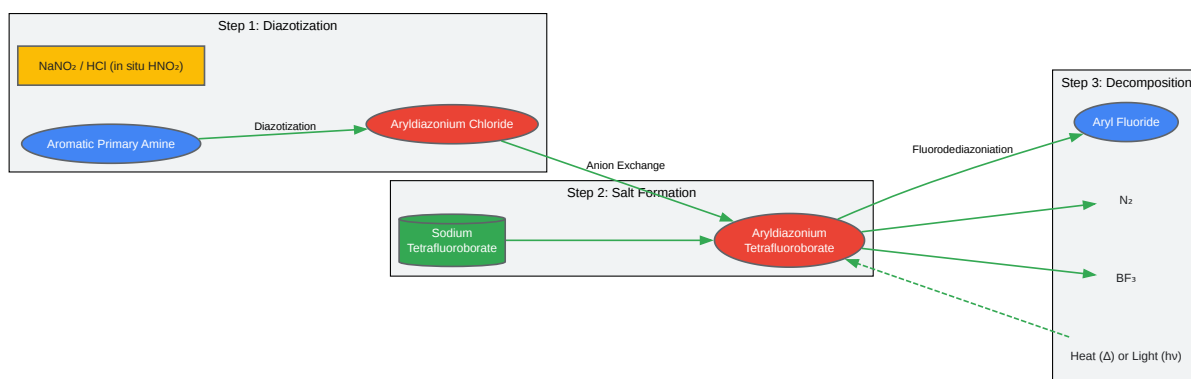 Step 1: Diazotization
NaNO₂ / HCl (in situ HNO₂)
Aromatic Primary Amine
Diazotization
Aryldiazonium Chloride
Anion Exchange
Step 2: Salt Formation
Sodium
Tetrafluoroborate
Aryldiazonium
Tetrafluoroborate
Fluorodediazoniation
Step 3: Decomposition
Aryl Fluoride
N₂
BF₃
Heat (Δ) or Light (hν)